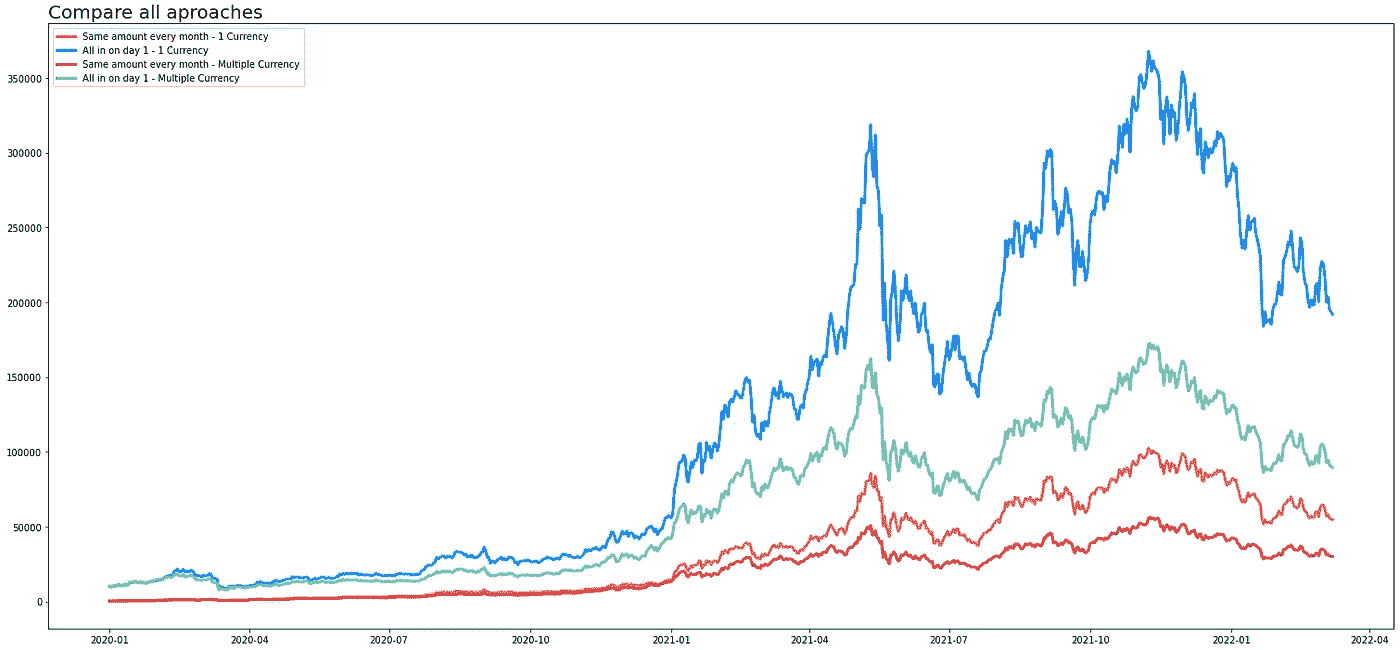 Compare all aproaches
Same amount every month - 1 Currency
All in on day 1 - 1 Currency
Same amount every month - Multiple Currency
All in on day 1 - Multiple Currency
350000
300000
250000
200000
150000
100000
50000
0
2020-01 2020-04 2020-07 2020-10 2021-01 2021-04 2021-07 2021-10 2022-01 2022-04